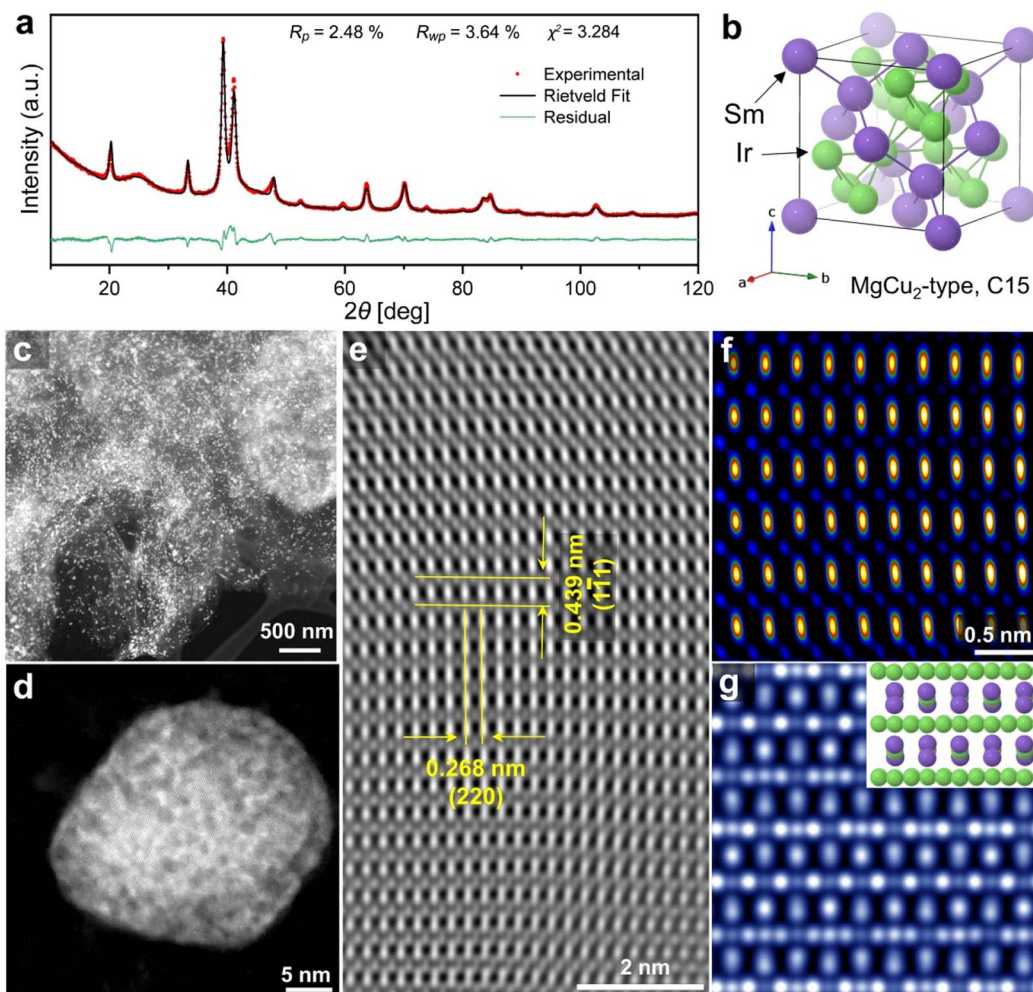 a
R_p = 2.48 % R_wp = 3.64 % χ² = 3.284
Experimental
Rietveld Fit
Residual
Intensity (a.u.)
20 40 60 80 100 120
2θ [deg]
b
Sm
Ir
c
a
b
MgCu₂-type, C15
c
500 nm
d
5 nm
e
0.439 nm
(1̄11)
0.268 nm
(220)
2 nm
f
0.5 nm
g